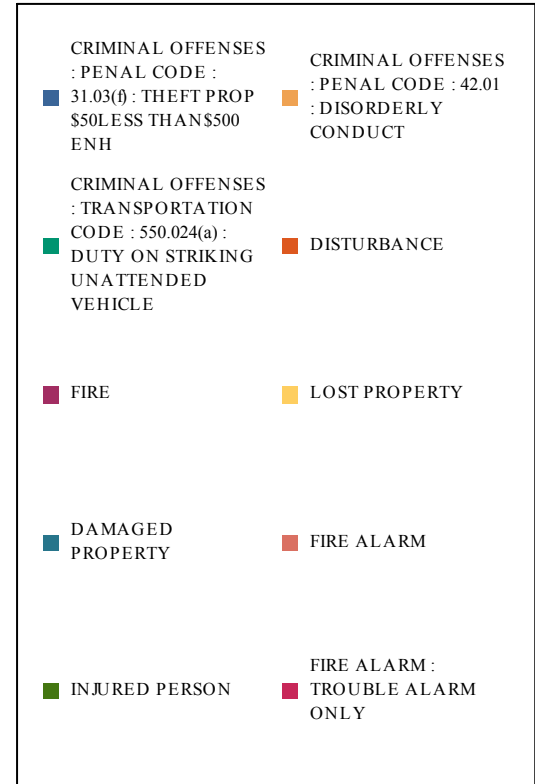 CRIMINAL OFFENSES
: PENAL CODE :
31.03(f) : THEFT PROP
$50LESS THAN$500
ENH
CRIMINAL OFFENSES
: PENAL CODE : 42.01
: DISORDERLY
CONDUCT
CRIMINAL OFFENSES
: TRANSPORTATION
CODE : 550.024(a) :
DUTY ON STRIKING
UNATTENDED
VEHICLE
DISTURBANCE
FIRE
LOST PROPERTY
DAMAGED
PROPERTY
FIRE ALARM
INJURED PERSON
FIRE ALARM :
TROUBLE ALARM
ONLY